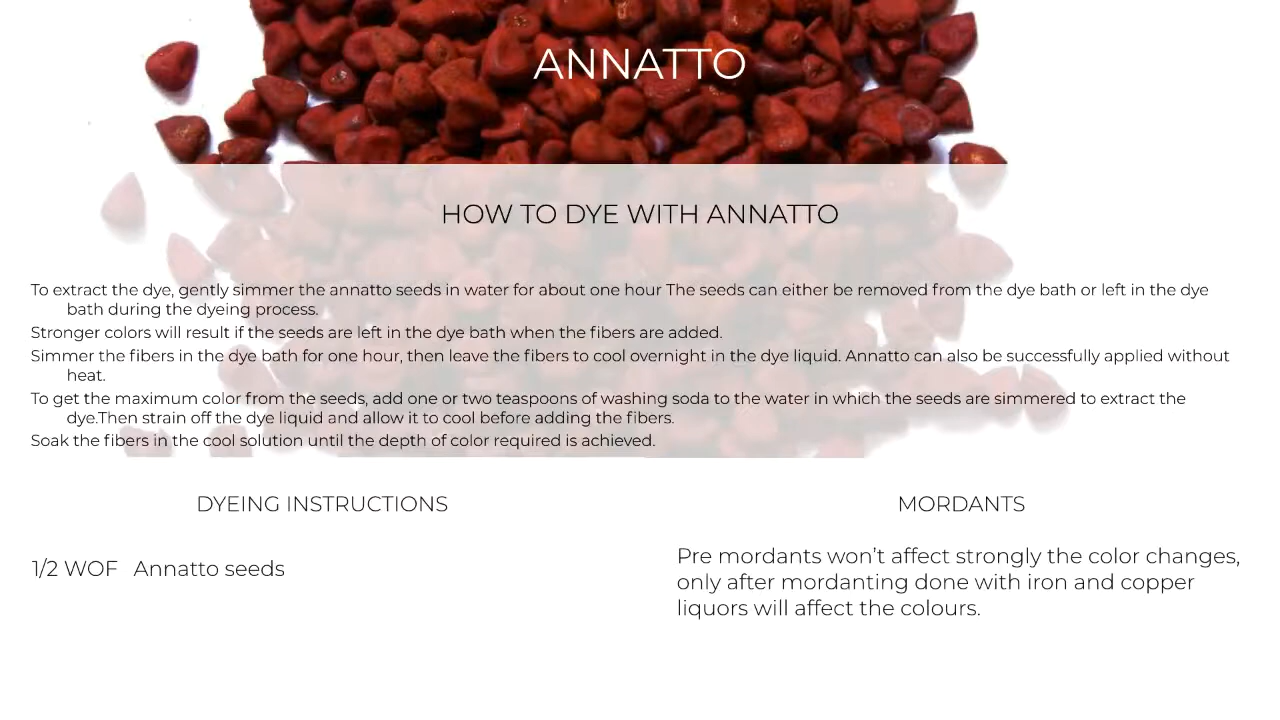 ANNATTO
HOW TO DYE WITH ANNATTO
To extract the dye, gently simmer the annatto seeds in water for about one hour The seeds can either be removed from the dye bath or left in the dye
bath during the dyeing process.
Stronger colors will result if the seeds are left in the dye bath when the fibers are added.
Simmer the fibers in the dye bath for one hour, then leave the fibers to cool overnight in the dye liquid. Annatto can also be successfully applied without
heat.
To get the maximum color from the seeds, add one or two teaspoons of washing soda to the water in which the seeds are simmered to extract the
dye.Then strain off the dye liquid and allow it to cool before adding the fibers.
Soak the fibers in the cool solution until the depth of color required is achieved.
DYEING INSTRUCTIONS
1/2 WOF Annatto seeds
MORDANTS
Pre mordants won’t affect strongly the color changes,
only after mordanting done with iron and copper
liquors will affect the colours.